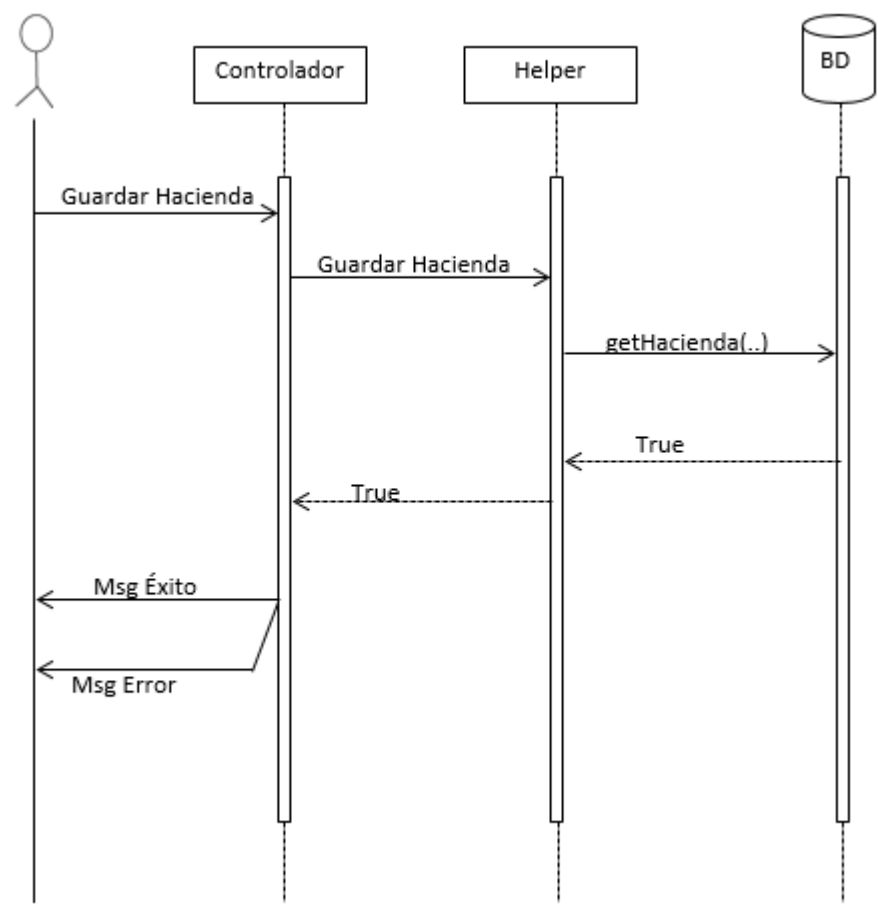 Controlador
Helper
BD
Guardar Hacienda
Guardar Hacienda
getHacienda(..)
True
True
Msg Éxito
Msg Error